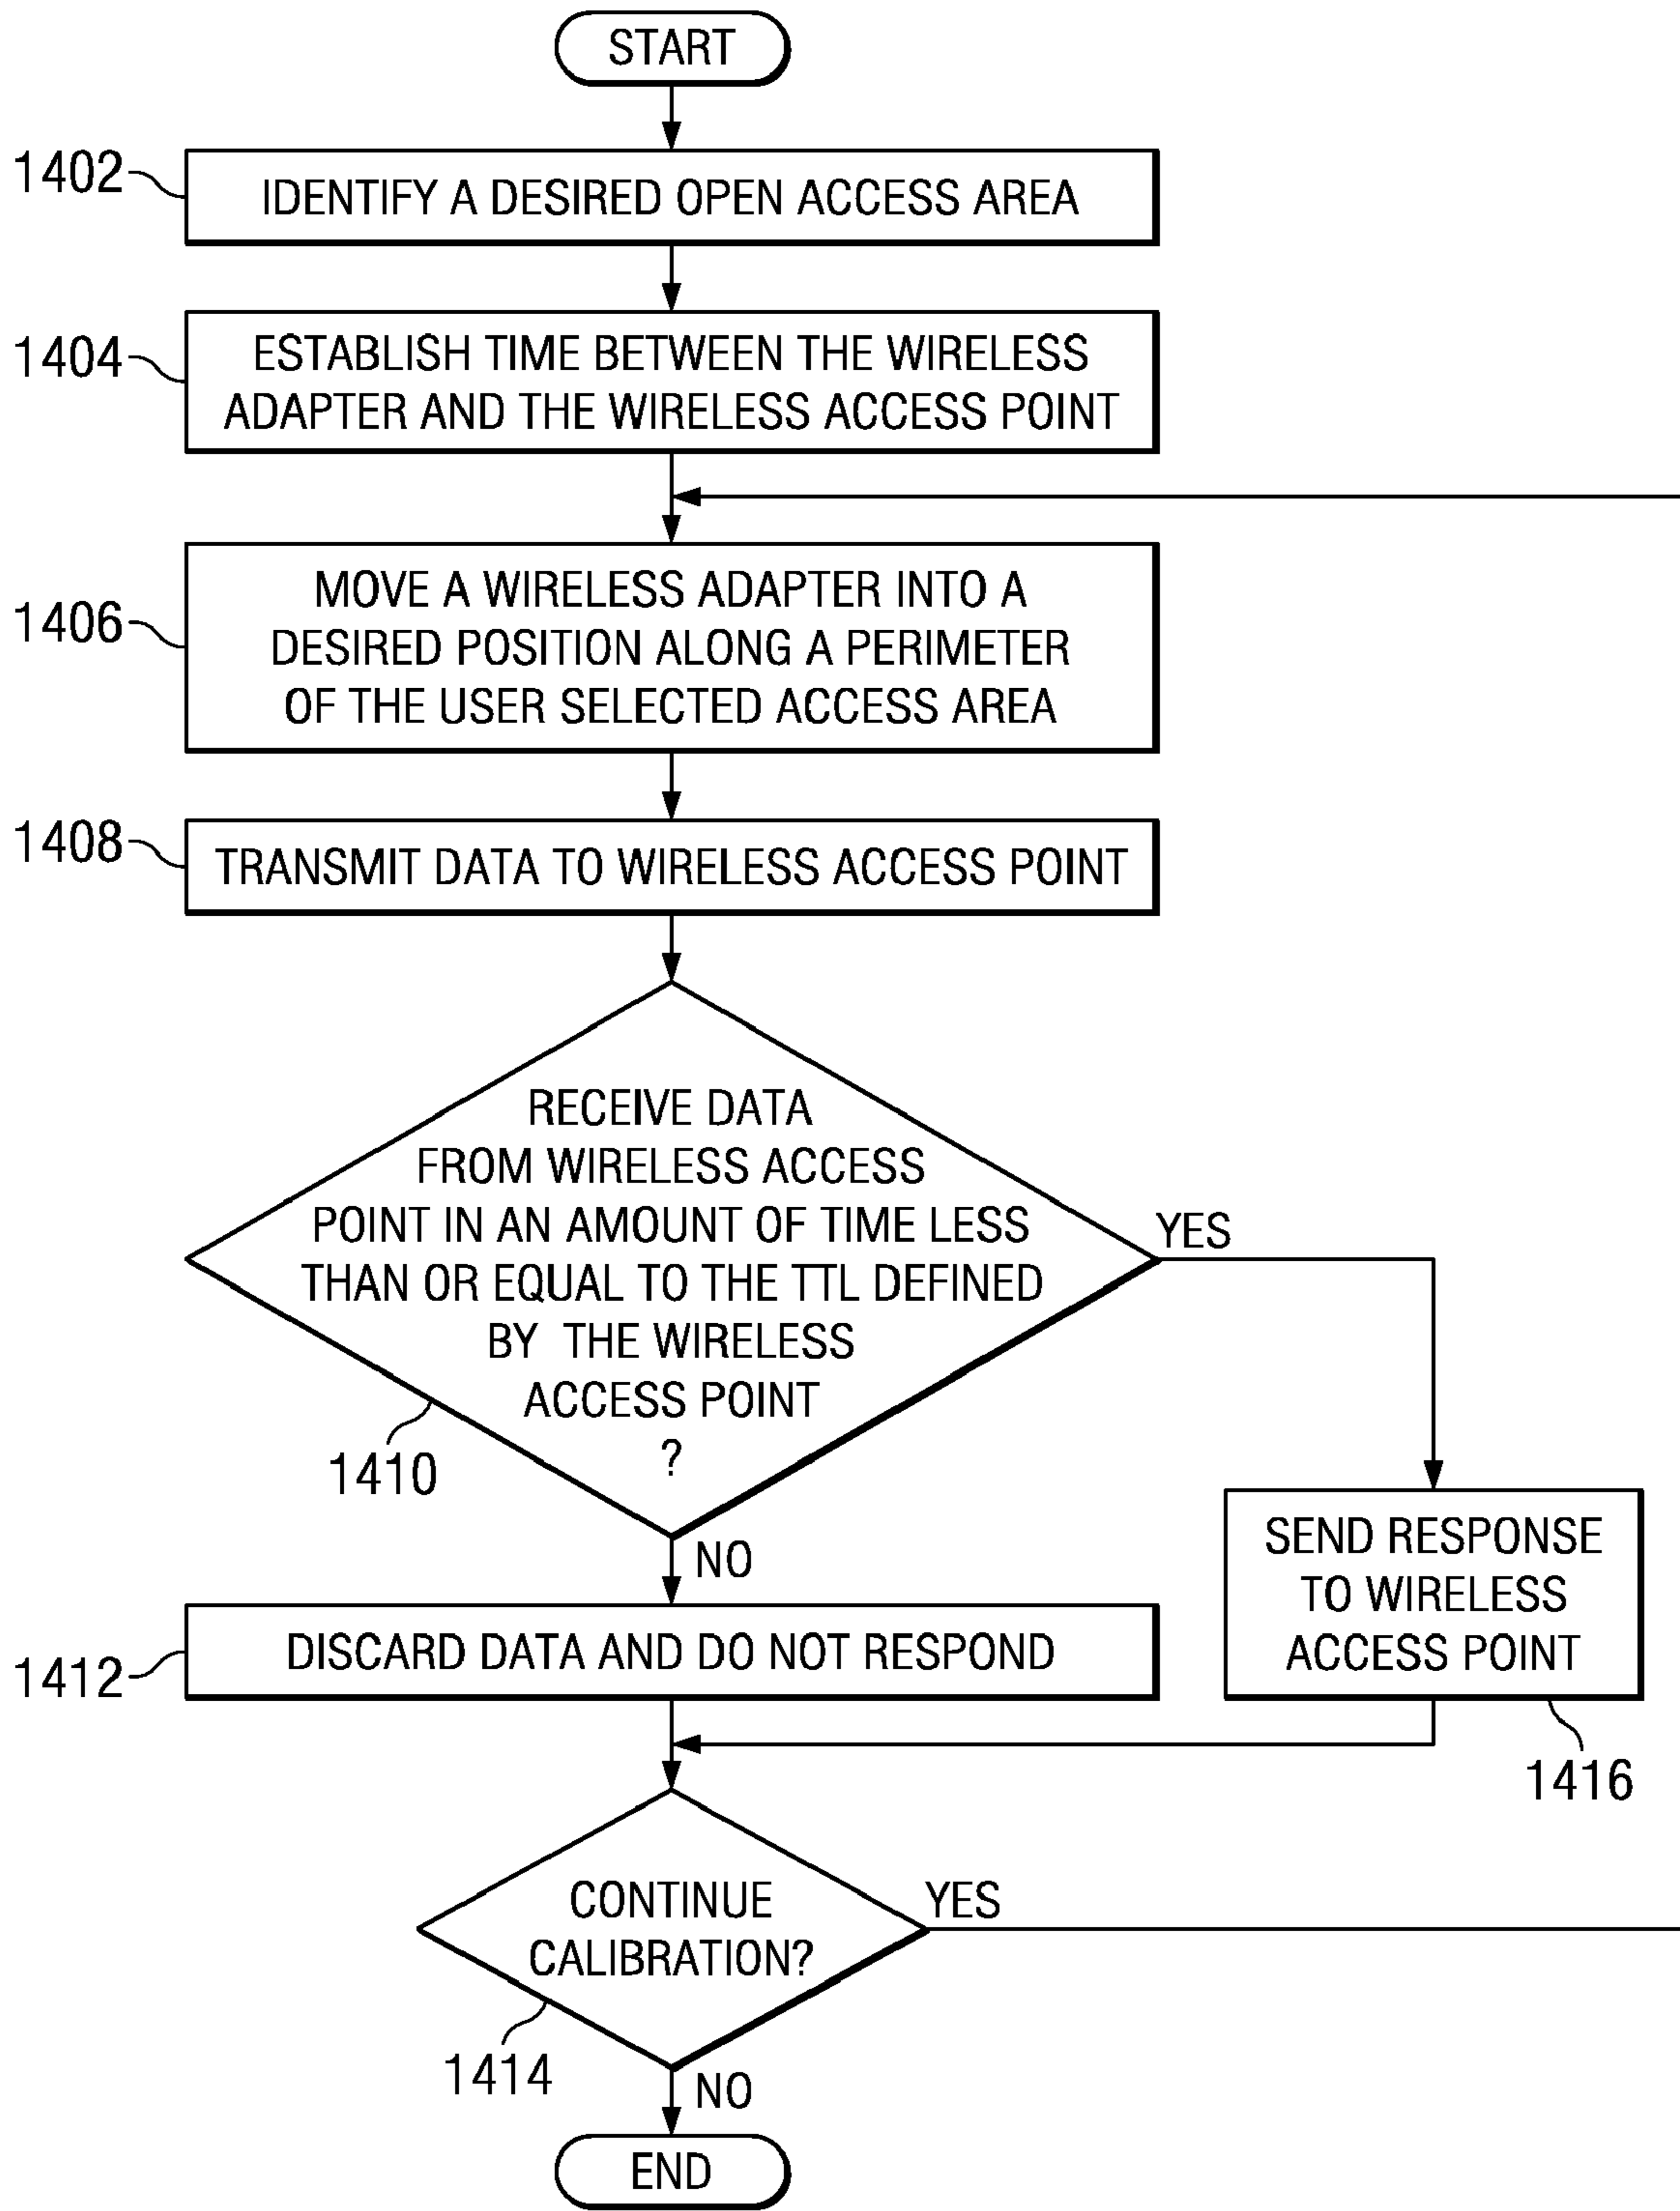 START
1402
IDENTIFY A DESIRED OPEN ACCESS AREA
1404
ESTABLISH TIME BETWEEN THE WIRELESS
ADAPTER AND THE WIRELESS ACCESS POINT
1406
MOVE A WIRELESS ADAPTER INTO A
DESIRED POSITION ALONG A PERIMETER
OF THE USER SELECTED ACCESS AREA
1408
TRANSMIT DATA TO WIRELESS ACCESS POINT
RECEIVE DATA
FROM WIRELESS ACCESS
POINT IN AN AMOUNT OF TIME LESS
THAN OR EQUAL TO THE TTL DEFINED
BY THE WIRELESS
ACCESS POINT
?
1410
YES
NO
SEND RESPONSE
TO WIRELESS
ACCESS POINT
1416
1412
DISCARD DATA AND DO NOT RESPOND
CONTINUE
CALIBRATION?
1414
YES
NO
END